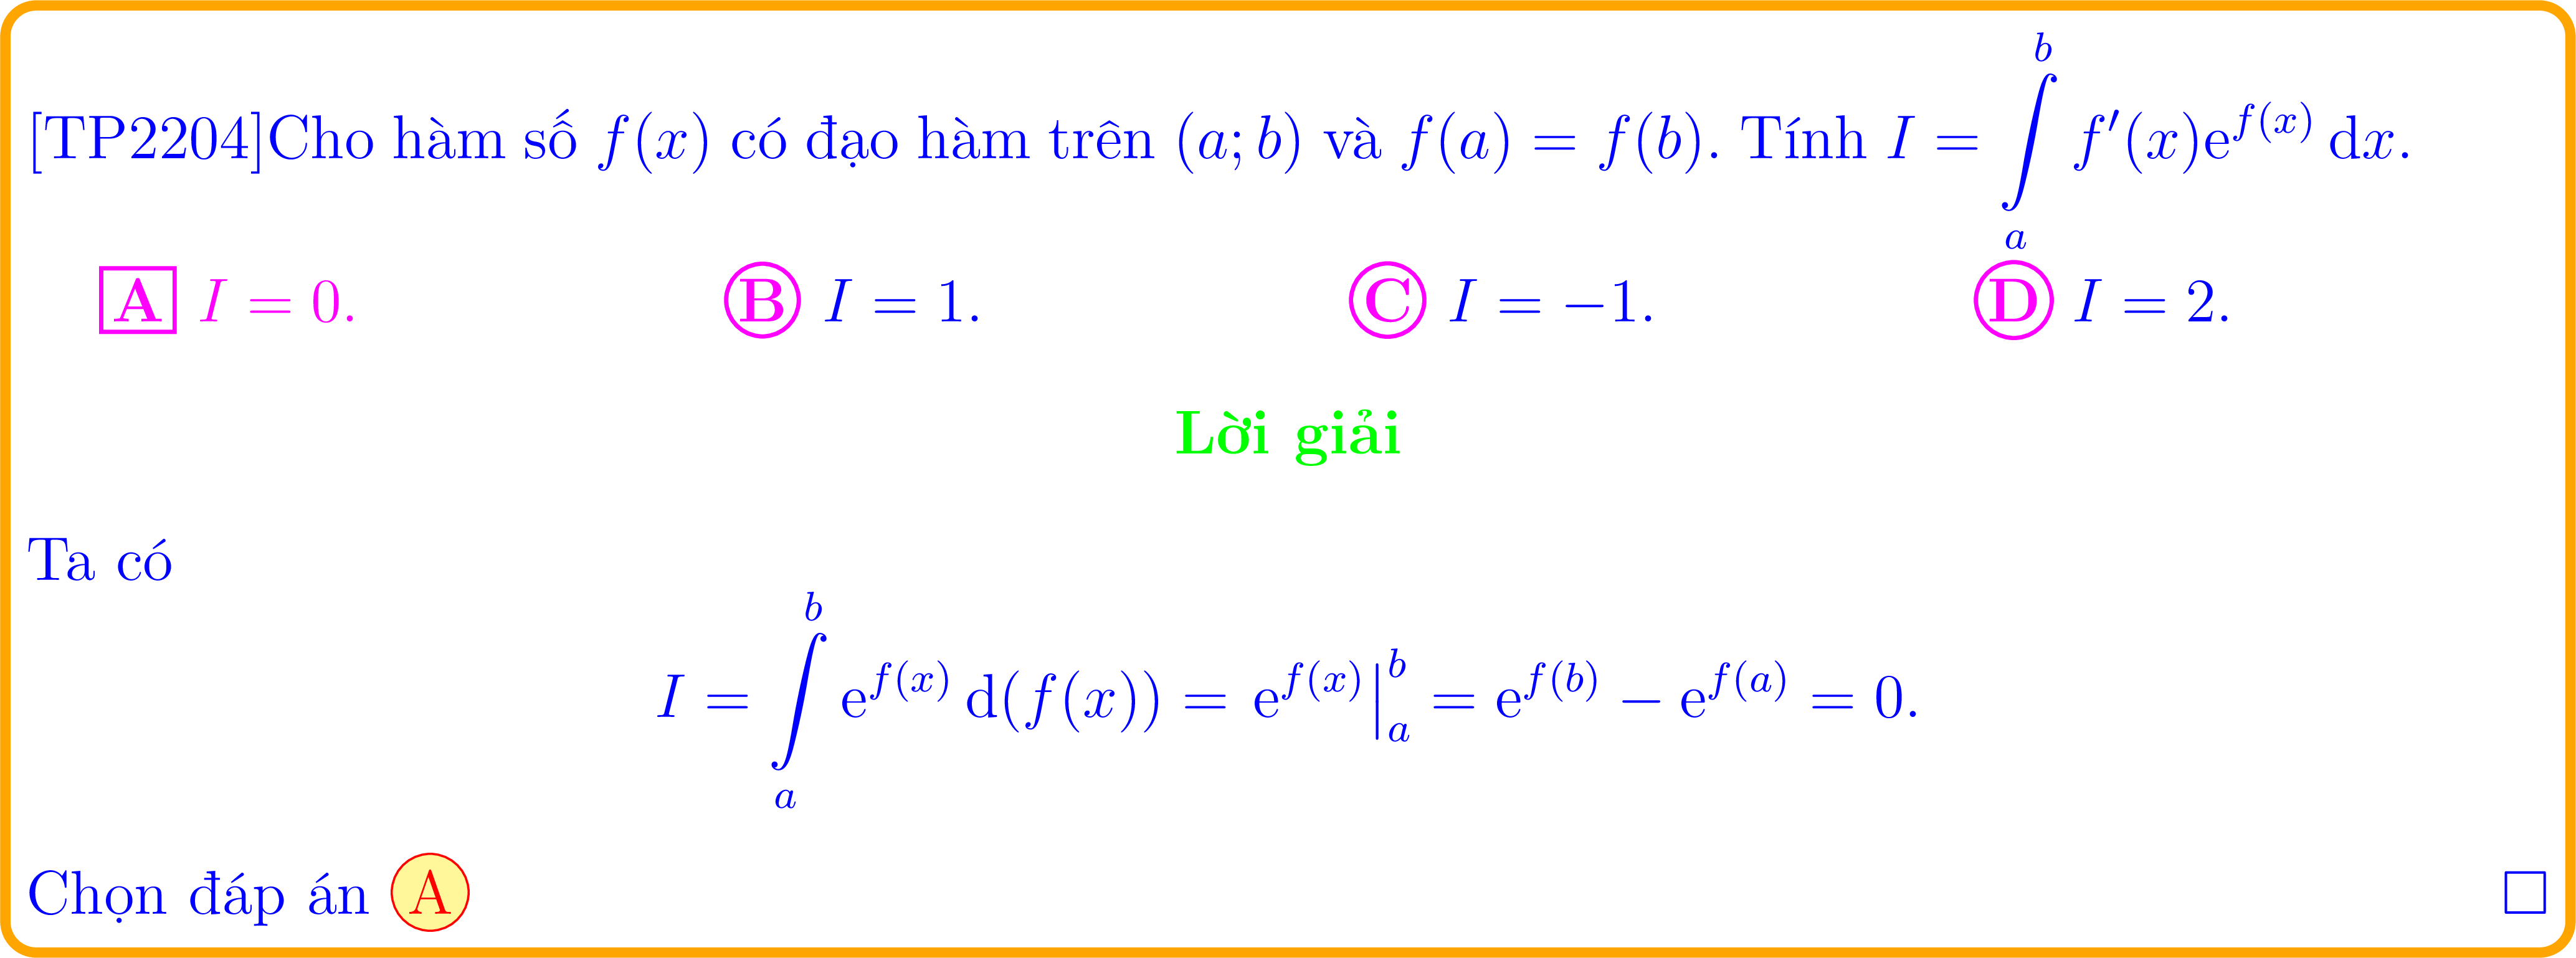 [TP2204]Cho hàm số $f(x)$ có đạo hàm trên $(a;b)$ và $f(a) = f(b)$. Tính $I = \int\limits_a^b f'(x)\mathrm{e}^{f(x)}\,\mathrm{d}x$.
A $I = 0$. B $I = 1$. C $I = -1$. D $I = 2$.
Lời giải
Ta có
$I = \int\limits_a^b \mathrm{e}^{f(x)}\,\mathrm{d}(f(x)) = \mathrm{e}^{f(x)}\Big|_a^b = \mathrm{e}^{f(b)} - \mathrm{e}^{f(a)} = 0.$
Chọn đáp án A □